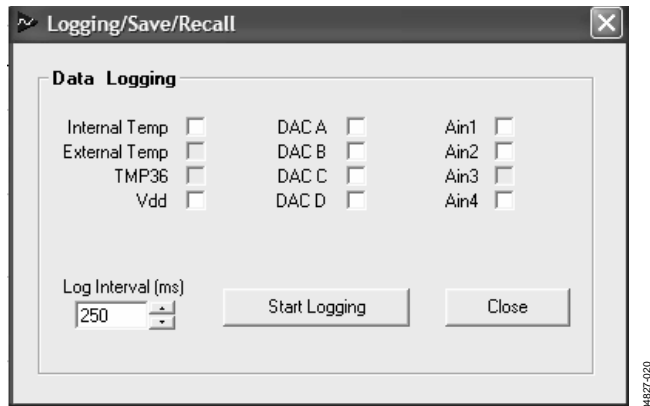 Logging/Save/Recall
Data Logging
Internal Temp
DAC A
Ain1
External Temp
DAC B
Ain2
TMP36
DAC C
Ain3
Vdd
DAC D
Ain4
Log Interval (ms)
250
Start Logging
Close
04827-020